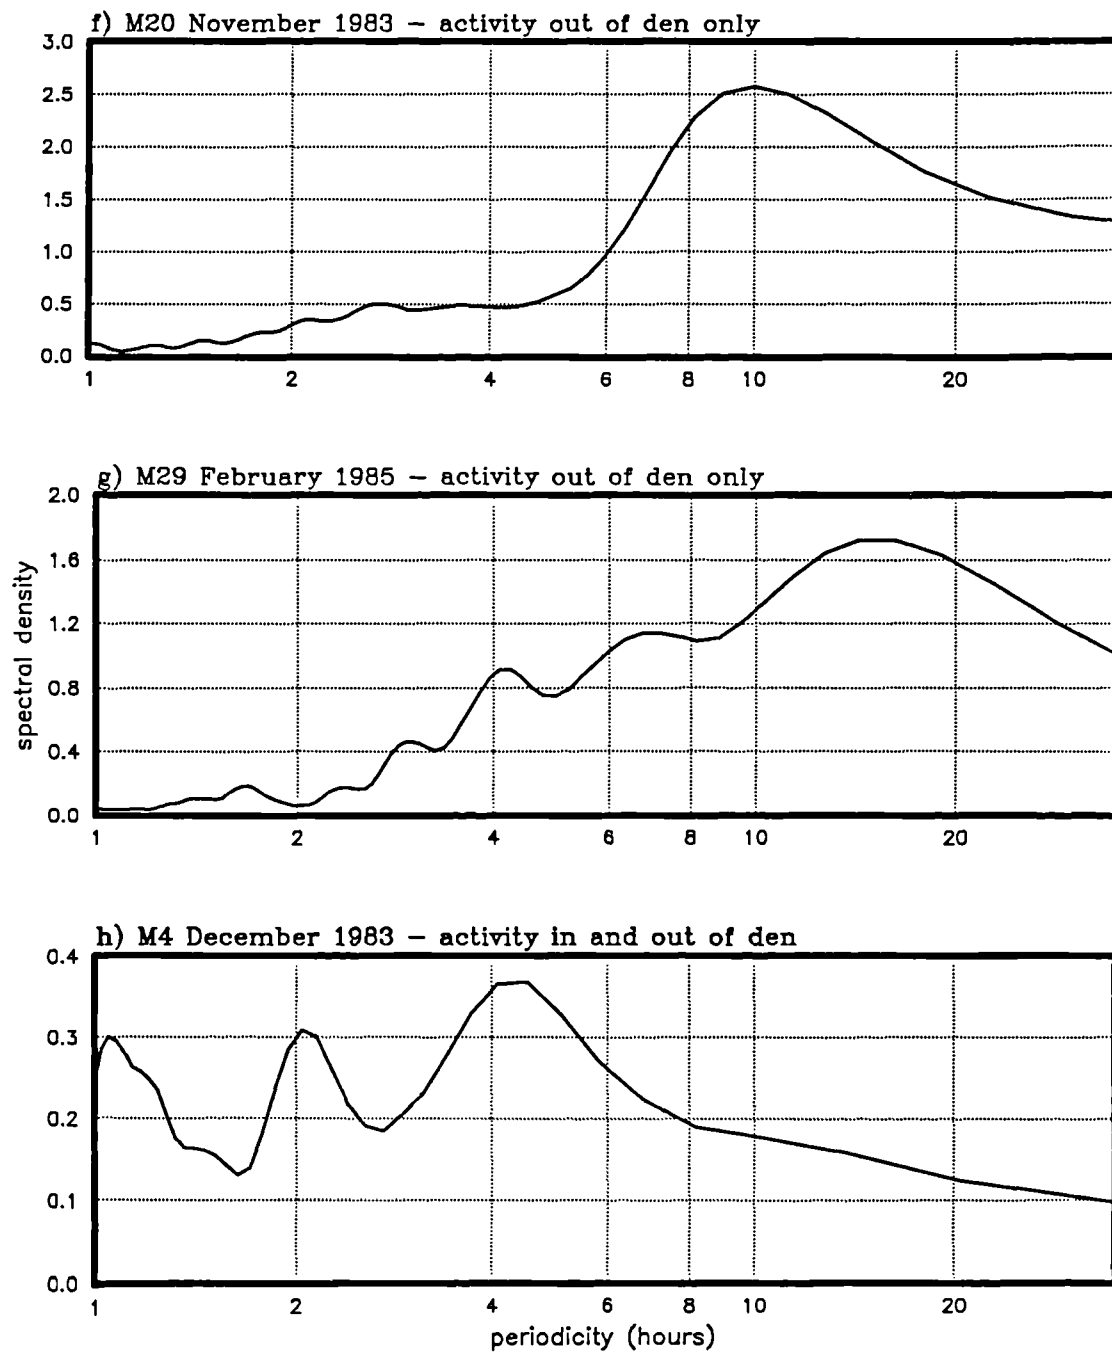 f) M20 November 1983 – activity out of den only
3.0
2.5
2.0
1.5
1.0
0.5
0.0
1 2 4 6 8 10 20
g) M29 February 1985 – activity out of den only
2.0
1.6
1.2
0.8
0.4
0.0
spectral density
1 2 4 6 8 10 20
h) M4 December 1983 – activity in and out of den
0.4
0.3
0.2
0.1
0.0
1 2 4 6 8 10 20
periodicity (hours)